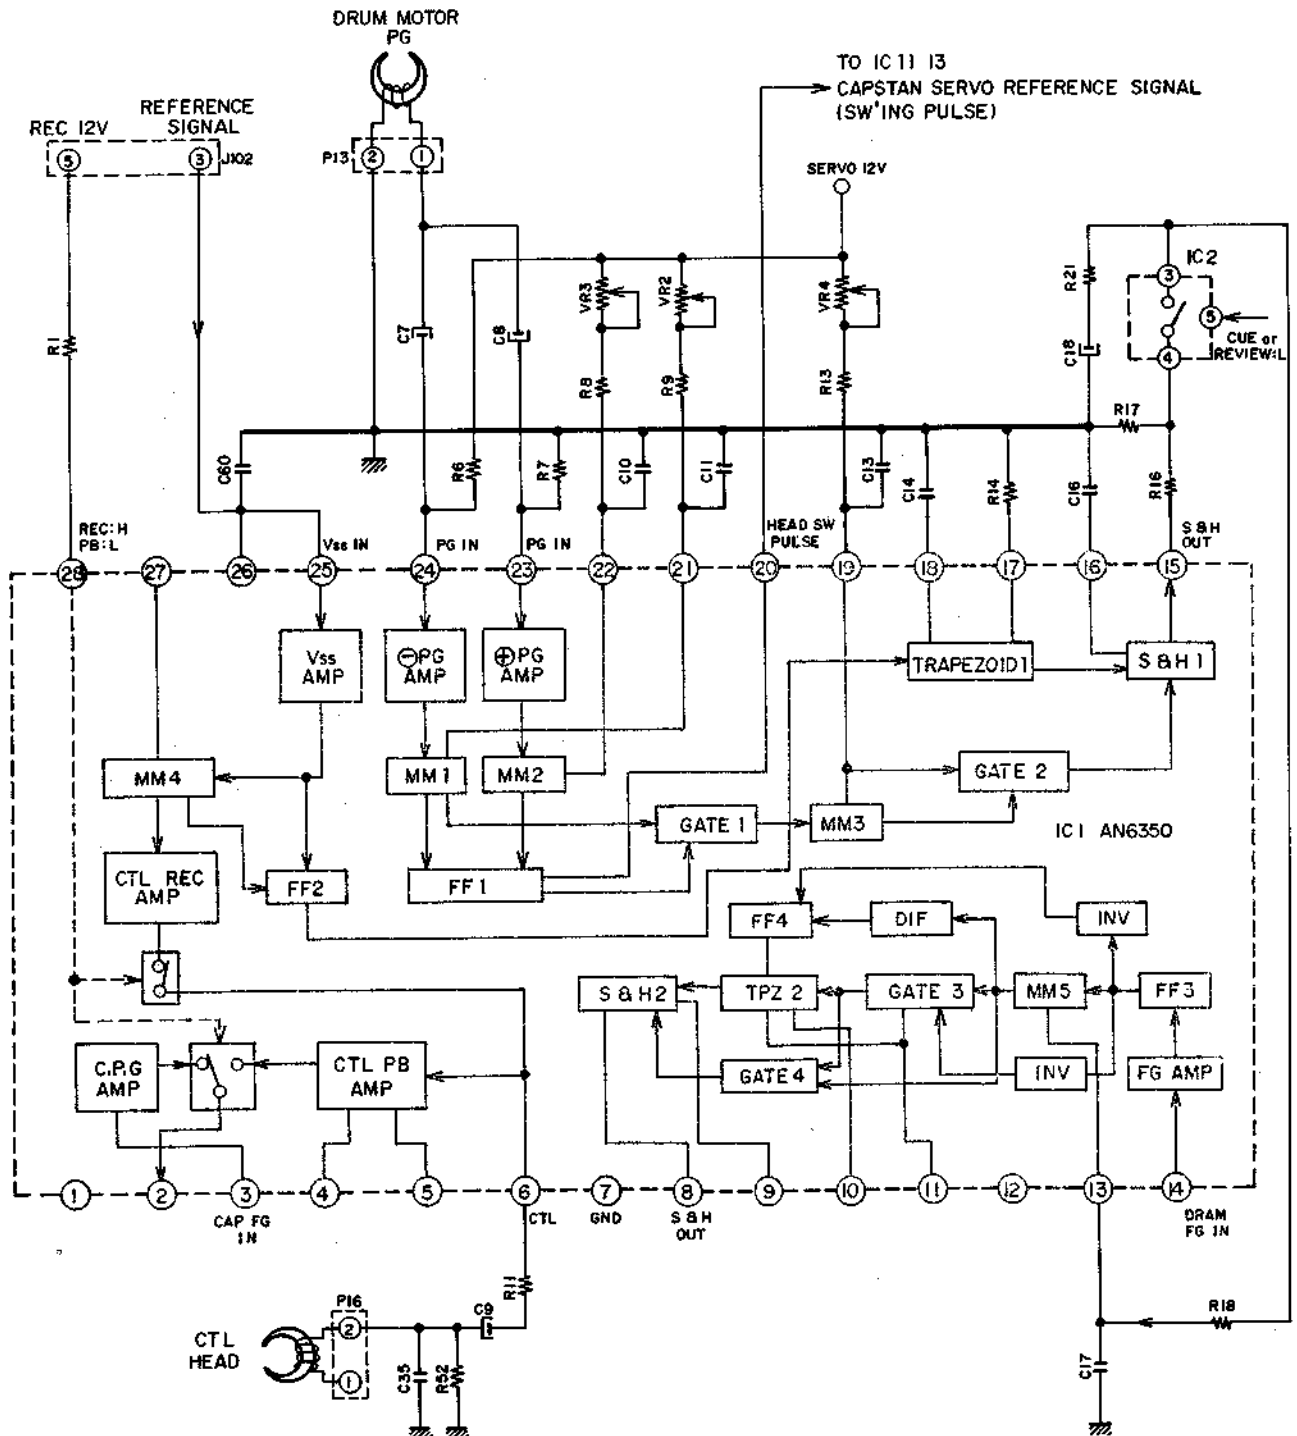 DRUM MOTOR
PG
TO IC11 13
CAPSTAN SERVO REFERENCE SIGNAL
(SW'ING PULSE)
REC 12V
REFERENCE
SIGNAL
5
3
J102
P13
2
1
SERVO 12V
IC2
3
5
4
CUE or
REVIEW:L
R1
C7
C8
VR3
VR2
VR4
R21
C18
R8
R9
R13
R17
C60
R6
R7
C10
C11
C13
C14
R14
C16
R16
REC:H
PB:L
Vss IN
PG IN
PG IN
HEAD SW
PULSE
S&H
OUT
28
27
26
25
24
23
22
21
20
19
18
17
16
15
Vss
AMP
⊖PG
AMP
⊕PG
AMP
TRAPEZOID1
S&H1
MM4
MM1
MM2
GATE 2
GATE 1
MM3
IC1 AN6350
CTL REC
AMP
FF2
FF1
FF4
DIF
INV
S&H2
TPZ 2
GATE 3
MM5
FF3
GATE4
INV
FG AMP
C.P.G
AMP
CTL PB
AMP
1
2
3
4
5
6
7
8
9
10
11
12
13
14
CAP FG
IN
CTL
GND
S&H
OUT
DRAM
FG IN
R11
P16
2
1
C9
CTL
HEAD
C35
R52
R18
C17